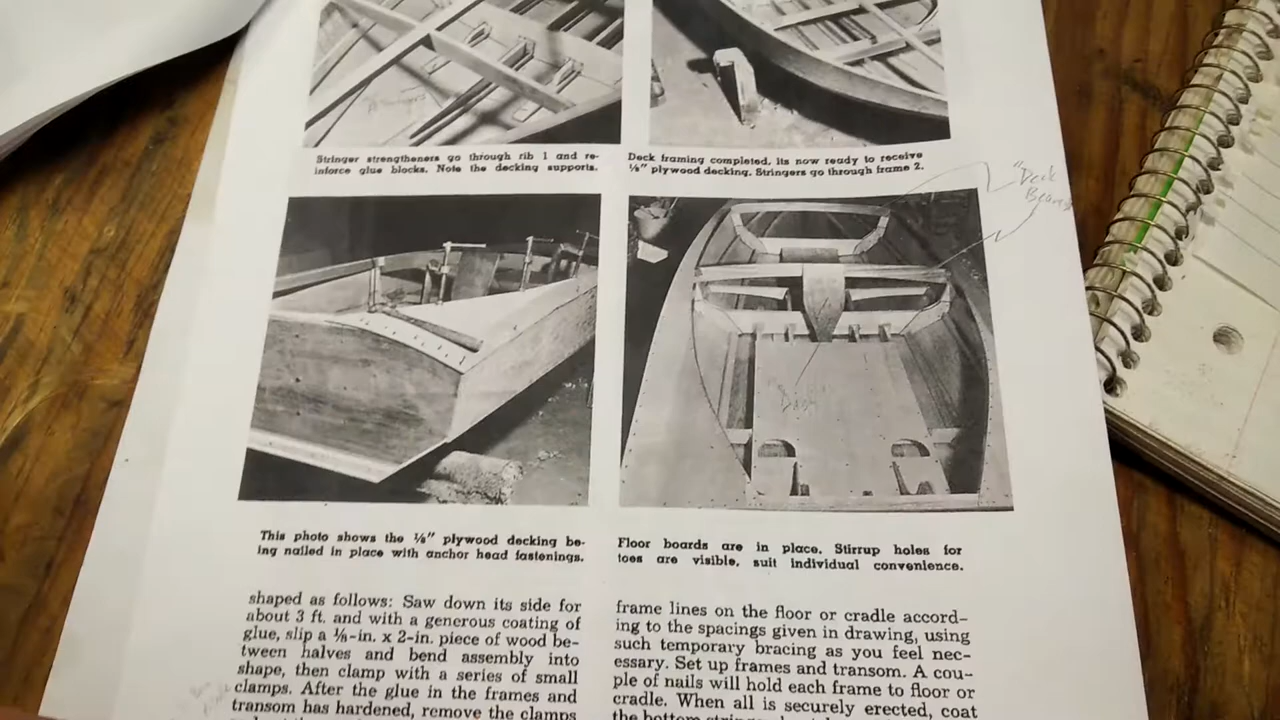 Stringer strengtheners go through rib 1 and re-
inforce glue blocks. Note the decking supports.
Deck framing completed, its now ready to receive
⅛" plywood decking. Stringers go through frame 2.
"Deck
Beams
Dash
This photo shows the ⅛" plywood decking be-
ing nailed in place with anchor head fastenings.
Floor boards are in place. Stirrup holes for
toes are visible, suit individual convenience.
shaped as follows: Saw down its side for
about 3 ft. and with a generous coating of
glue, slip a ⅛-in. x 2-in. piece of wood be-
tween halves and bend assembly into
shape, then clamp with a series of small
clamps. After the glue in the frames and
transom has hardened, remove the clamps
frame lines on the floor or cradle accord-
ing to the spacings given in drawing, using
such temporary bracing as you feel nec-
essary. Set up frames and transom. A cou-
ple of nails will hold each frame to floor or
cradle. When all is securely erected, coat
the bottom